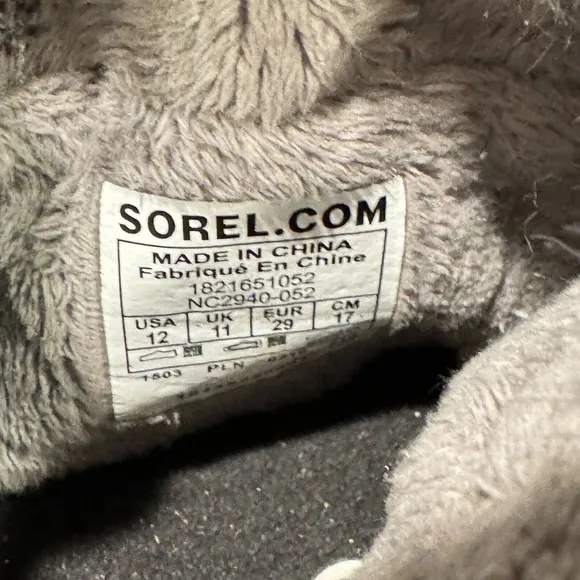 SOREL.COM
MADE IN CHINA
Fabriqué En Chine
1821651052
NC2940-052
USA UK EUR CM
12 11 29 17
1503 PLN